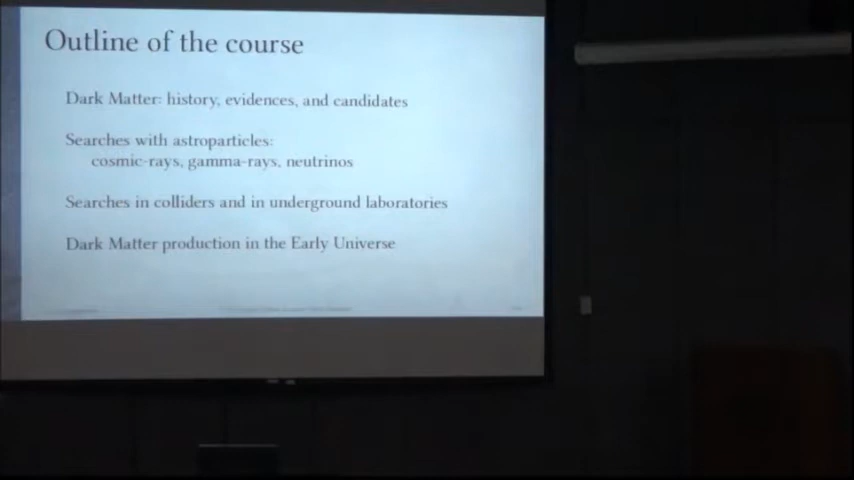 Outline of the course
Dark Matter: history, evidences, and candidates
Searches with astroparticles:
cosmic-rays, gamma-rays, neutrinos
Searches in colliders and in underground laboratories
Dark Matter production in the Early Universe